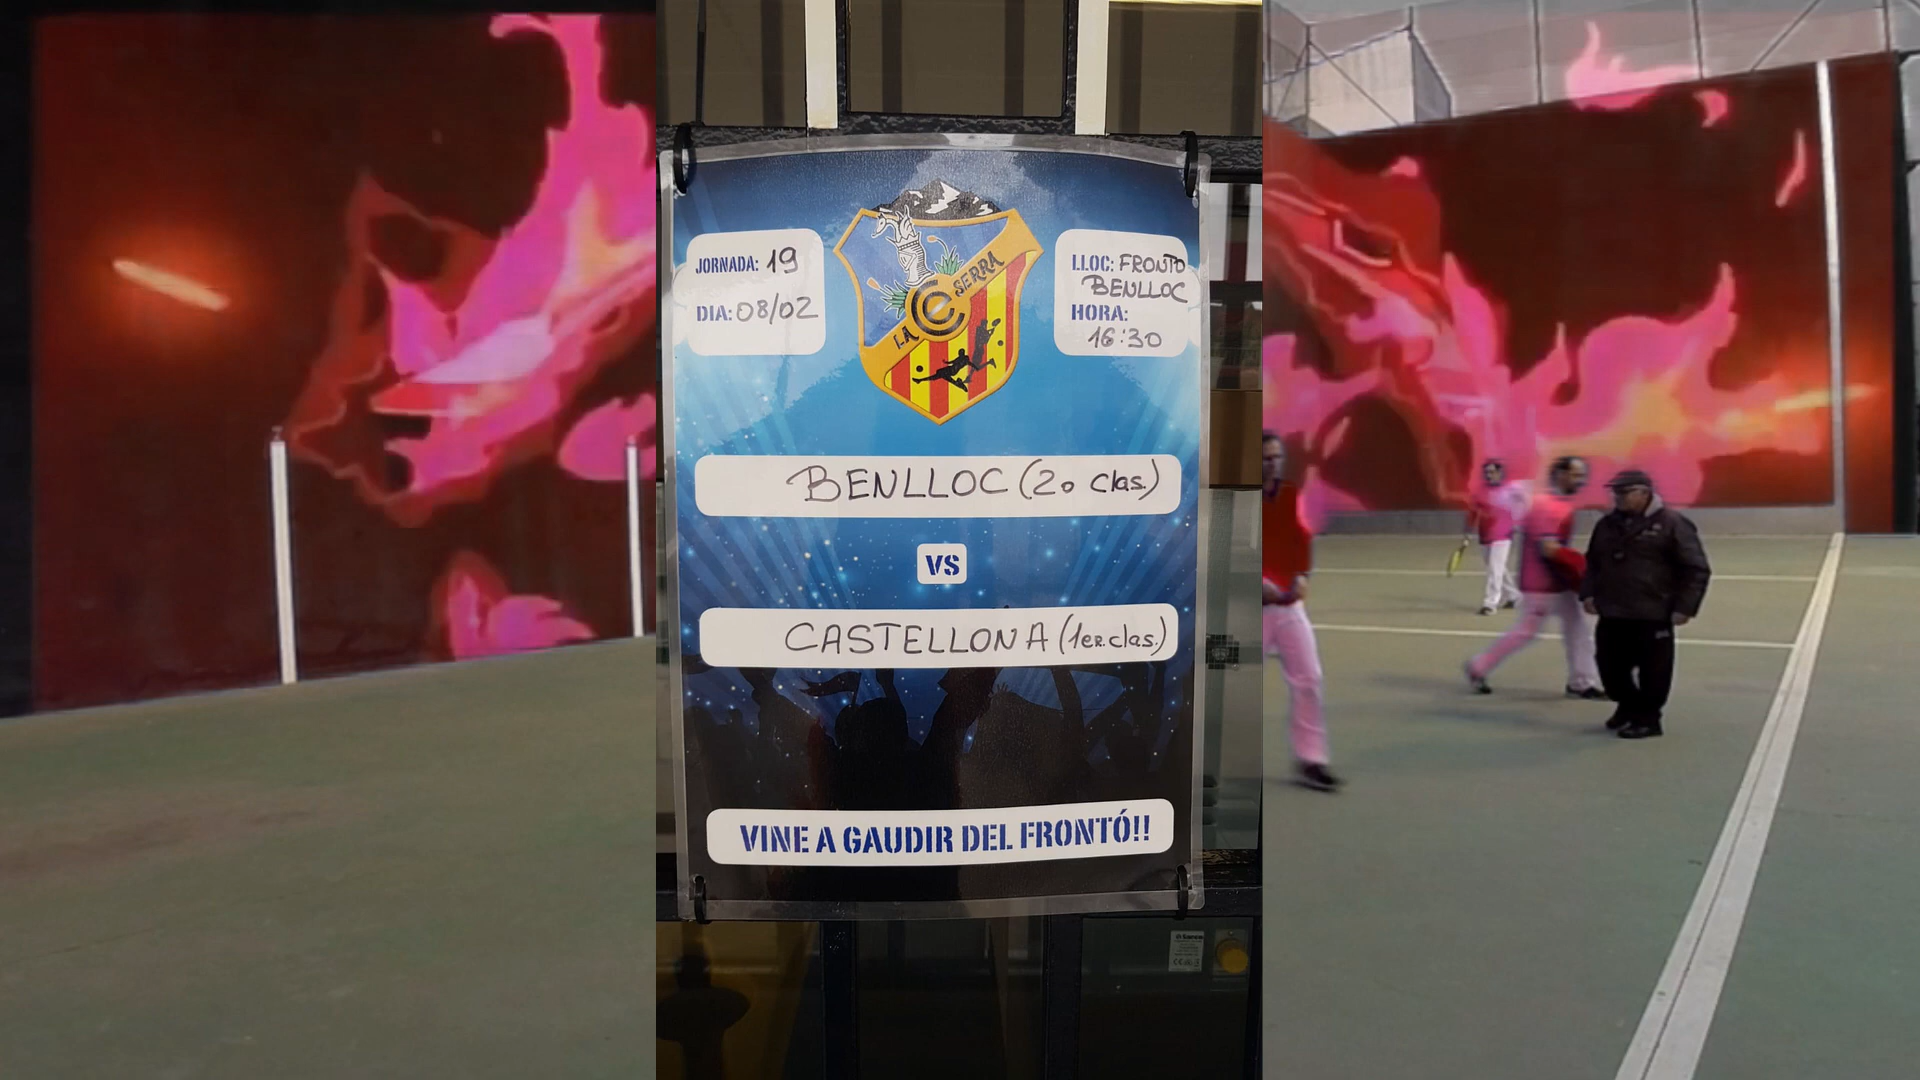 JORNADA: 19
DIA: 08/02
LA CE SERRA
LLOC: FRONTO
BENLLOC
HORA:
16:30
BENLLOC (2º Clas.)
VS
CASTELLONA (1er. clas.)
VINE A GAUDIR DEL FRONTÓ!!